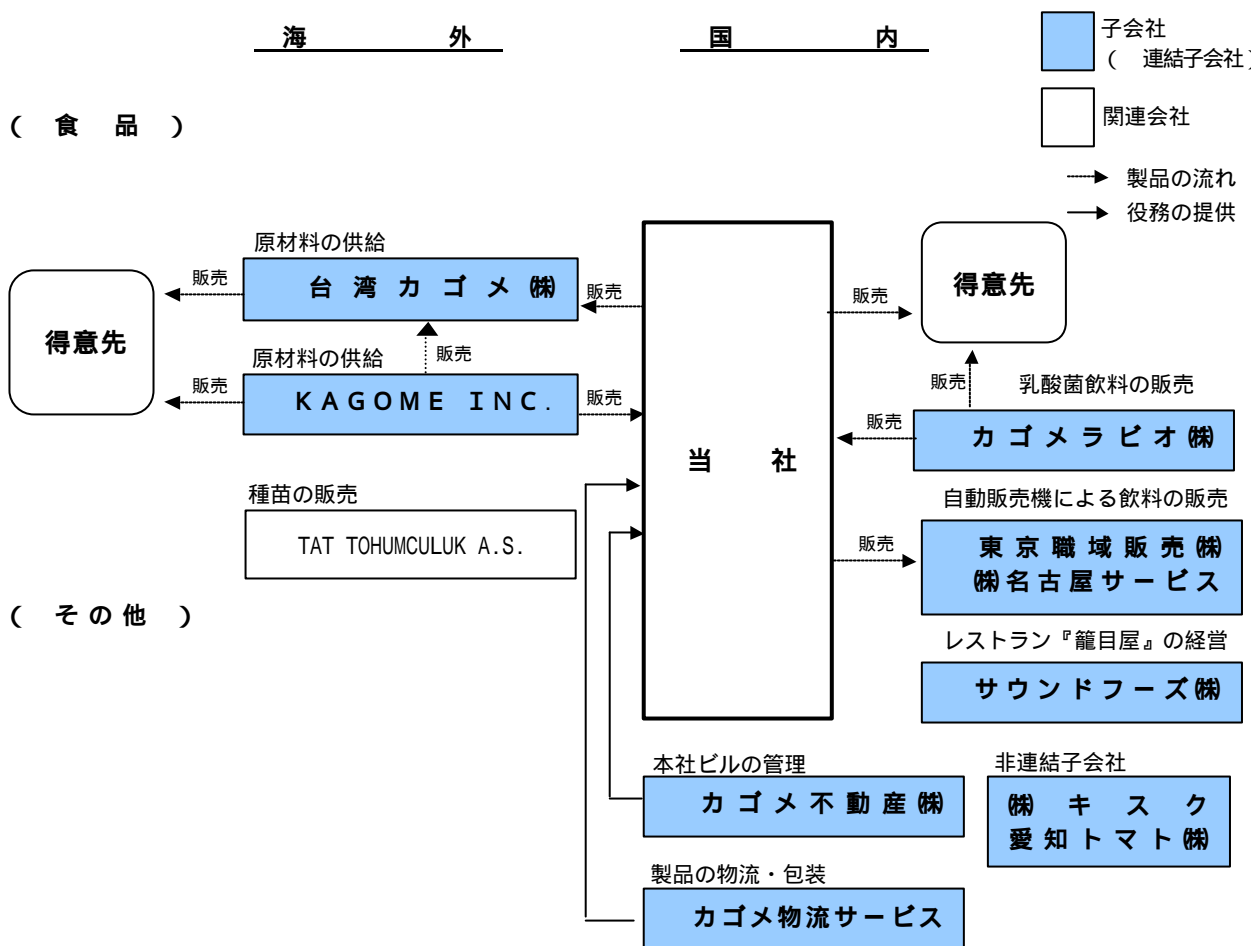 海 外
国 内
子会社
( 連結子会社)
関連会社
製品の流れ
役務の提供
( 食 品 )
原材料の供給
台 湾 カ ゴ メ ㈱
販売
販売
得意先
販売
原材料の供給
ＫＡＧＯＭＥ ＩＮＣ.
販売
販売
当 社
販売
得意先
販売
乳酸菌飲料の販売
カ ゴ メ ラ ビ オ ㈱
販売
種苗の販売
TAT TOHUMCULUK A.S.
自動販売機による飲料の販売
東 京 職 域 販 売 ㈱
㈱名古屋サービス
販売
( そ の 他 )
レストラン『籠目屋』の経営
サ ウ ン ド フ ー ズ ㈱
本社ビルの管理
カ ゴ メ 不 動 産 ㈱
非連結子会社
㈱ キ ス ク
愛 知 ト マ ト ㈱
製品の物流・包装
カゴメ物流サービス